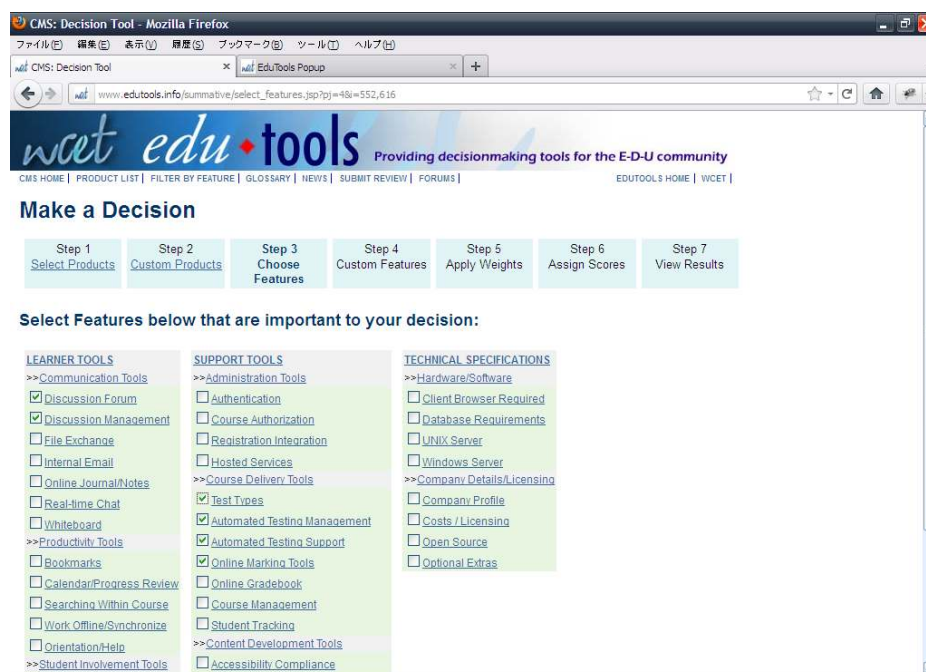 CMS: Decision Tool - Mozilla Firefox
ファイル(F) 編集(E) 表示(V) 履歴(S) ブックマーク(B) ツール(T) ヘルプ(H)
CMS: Decision Tool × EduTools Popup × +
www.edutools.info/summative/select_features.jsp?pj=4&i=552,616
wcet edu tools Providing decisionmaking tools for the E-D-U community
CMS HOME | PRODUCT LIST | FILTER BY FEATURE | GLOSSARY | NEWS | SUBMIT REVIEW | FORUMS | EDUTOOLS HOME | WCET |
Make a Decision
Step 1 Step 2 Step 3 Step 4 Step 5 Step 6 Step 7
Select Products Custom Products Choose Features Custom Features Apply Weights Assign Scores View Results
Select Features below that are important to your decision:
LEARNER TOOLS
>>Communication Tools
Discussion Forum
Discussion Management
File Exchange
Internal Email
Online Journal/Notes
Real-time Chat
Whiteboard
>>Productivity Tools
Bookmarks
Calendar/Progress Review
Searching Within Course
Work Offline/Synchronize
Orientation/Help
>>Student Involvement Tools
SUPPORT TOOLS
>>Administration Tools
Authentication
Course Authorization
Registration Integration
Hosted Services
>>Course Delivery Tools
Test Types
Automated Testing Management
Automated Testing Support
Online Marking Tools
Online Gradebook
Course Management
Student Tracking
>>Content Development Tools
Accessibility Compliance
TECHNICAL SPECIFICATIONS
>>Hardware/Software
Client Browser Required
Database Requirements
UNIX Server
Windows Server
>>Company Details/Licensing
Company Profile
Costs / Licensing
Open Source
Optional Extras